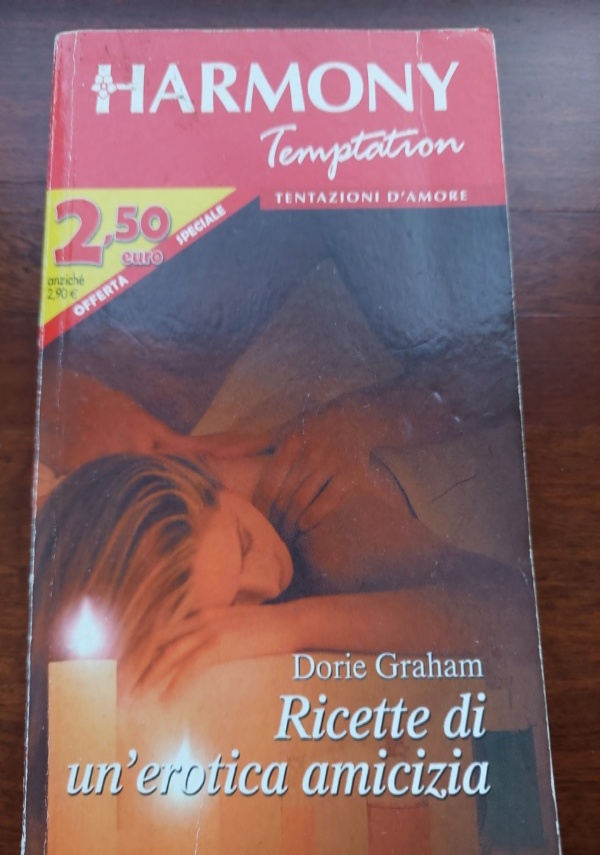 HARMONY
Temptation
TENTAZIONI D'AMORE
2,50
euro
anziché
2,90 €
OFFERTA SPECIALE
Dorie Graham
Ricette di
un'erotica amicizia